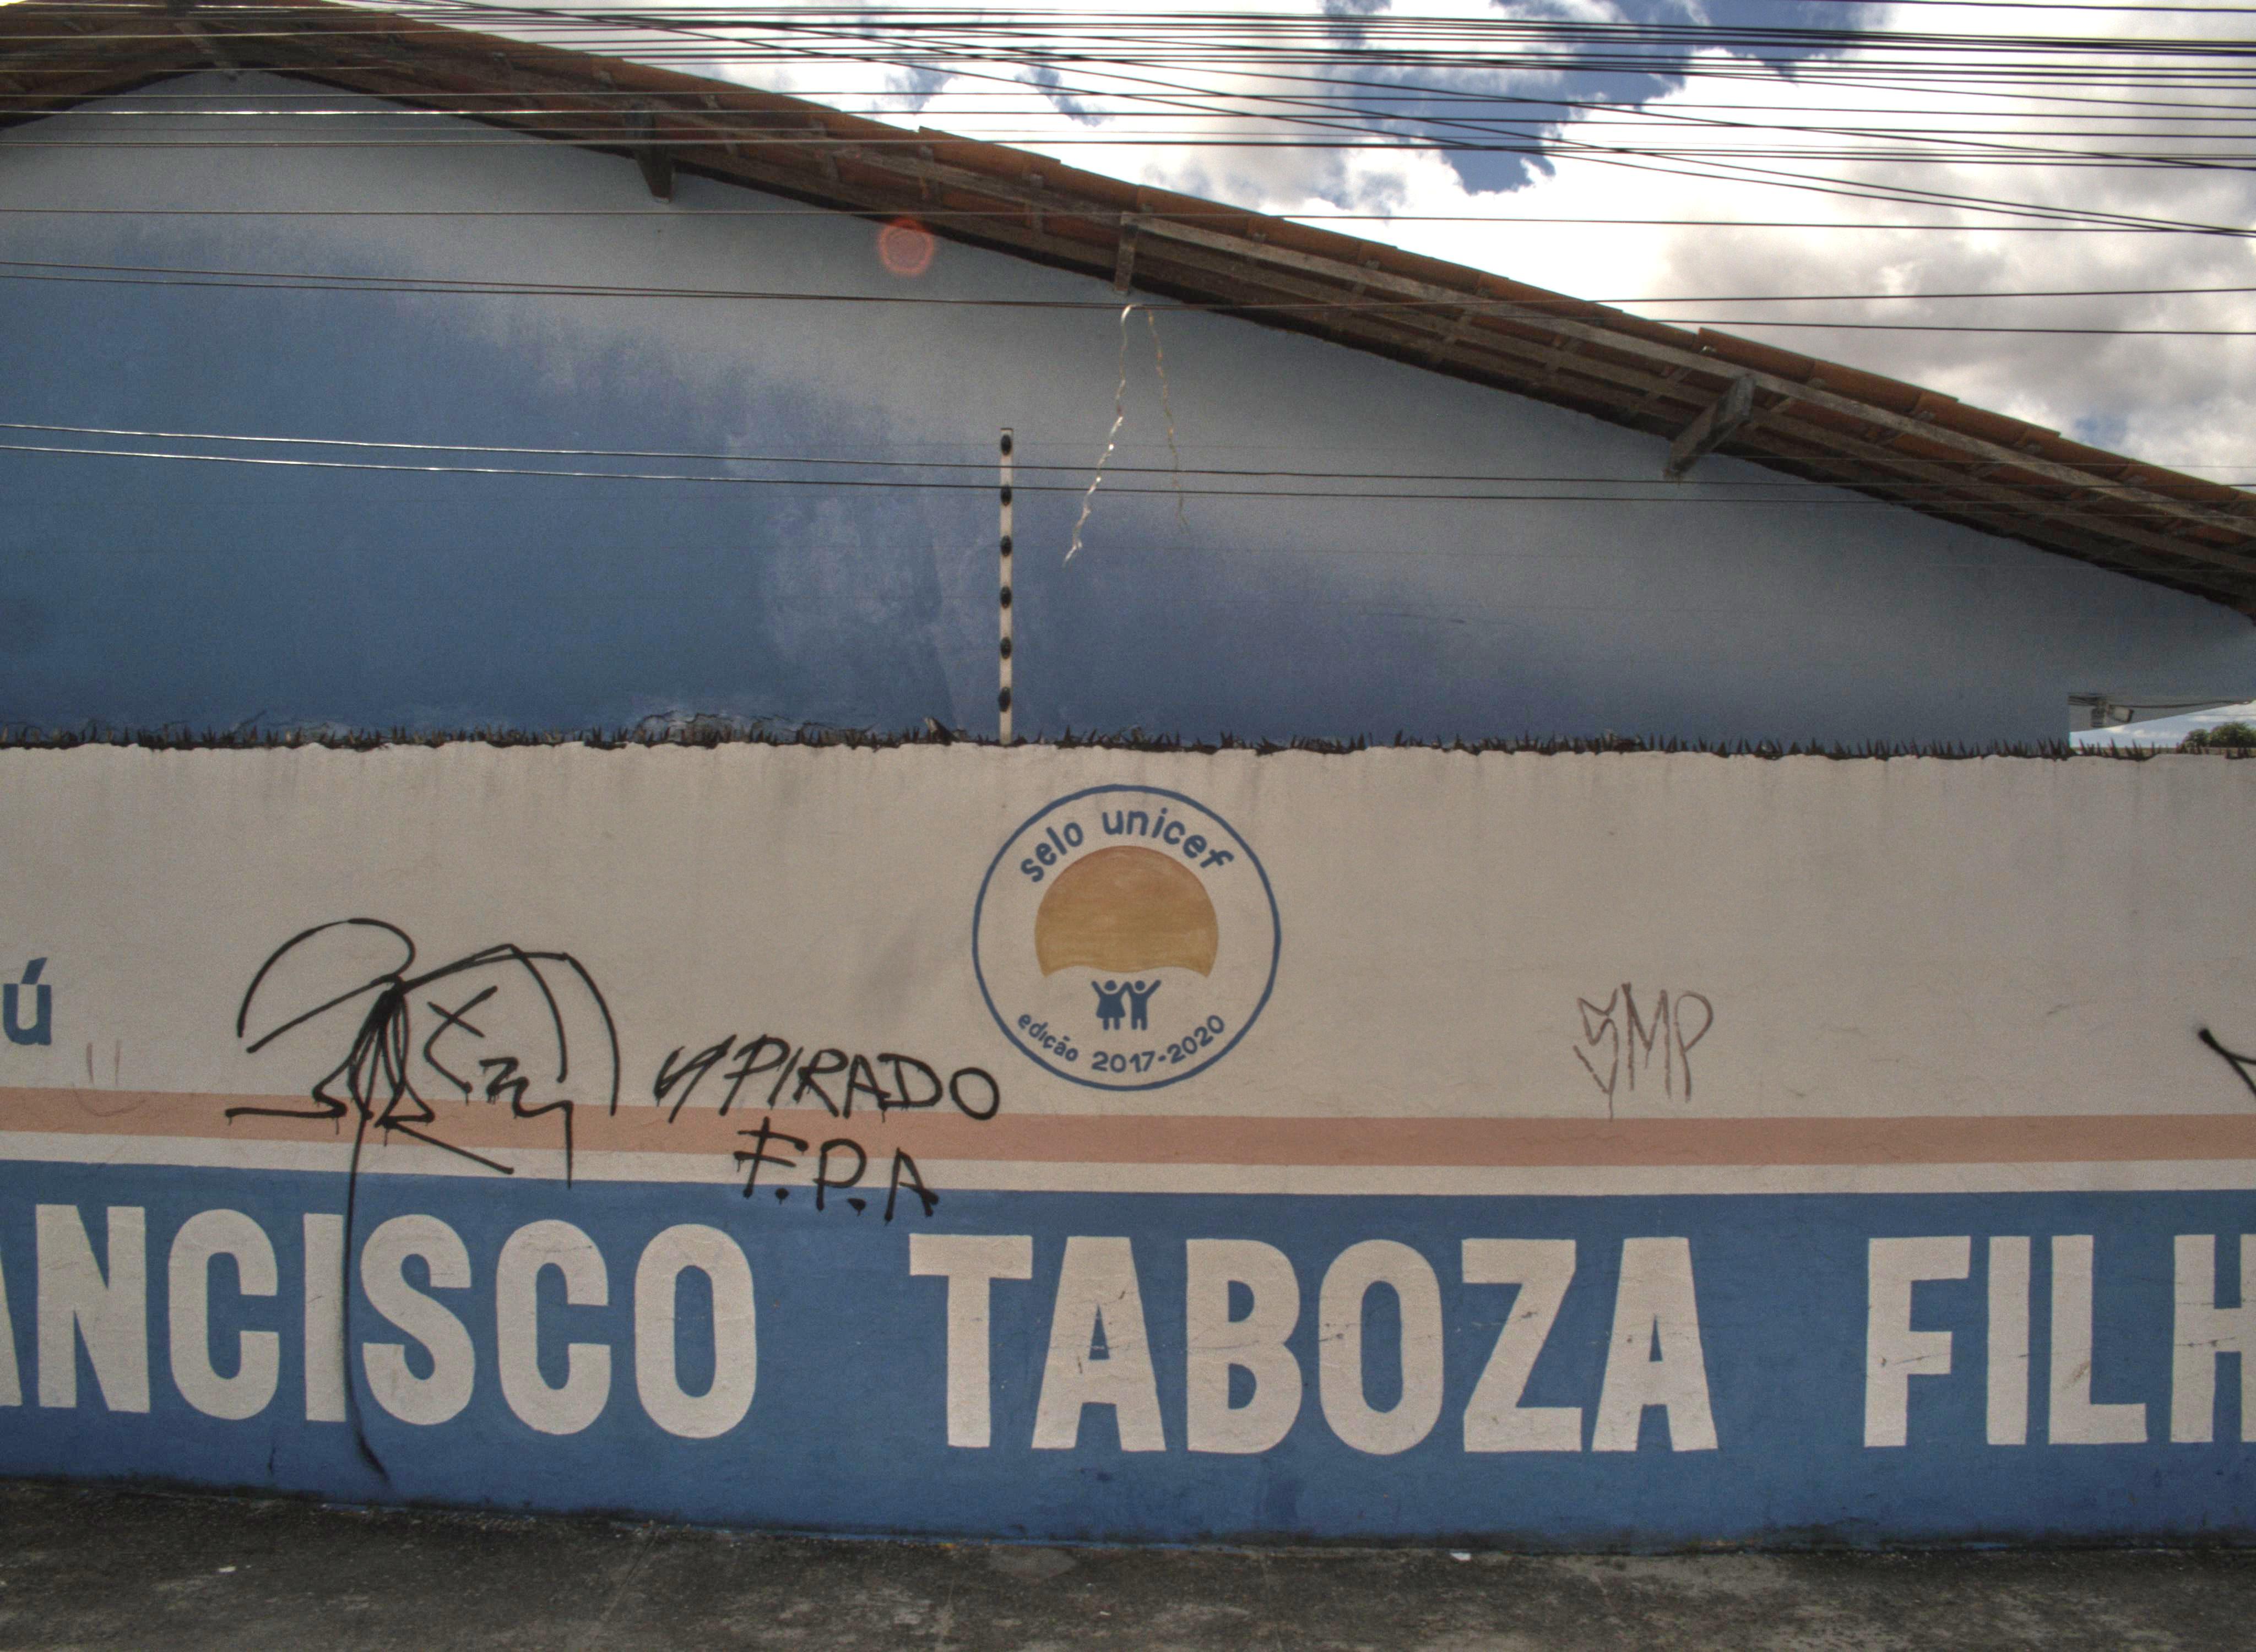 selo unicef
edição 2017-2020
ú
SMP
PIRADO
F.P.A
ANCISCO TABOZA FILH